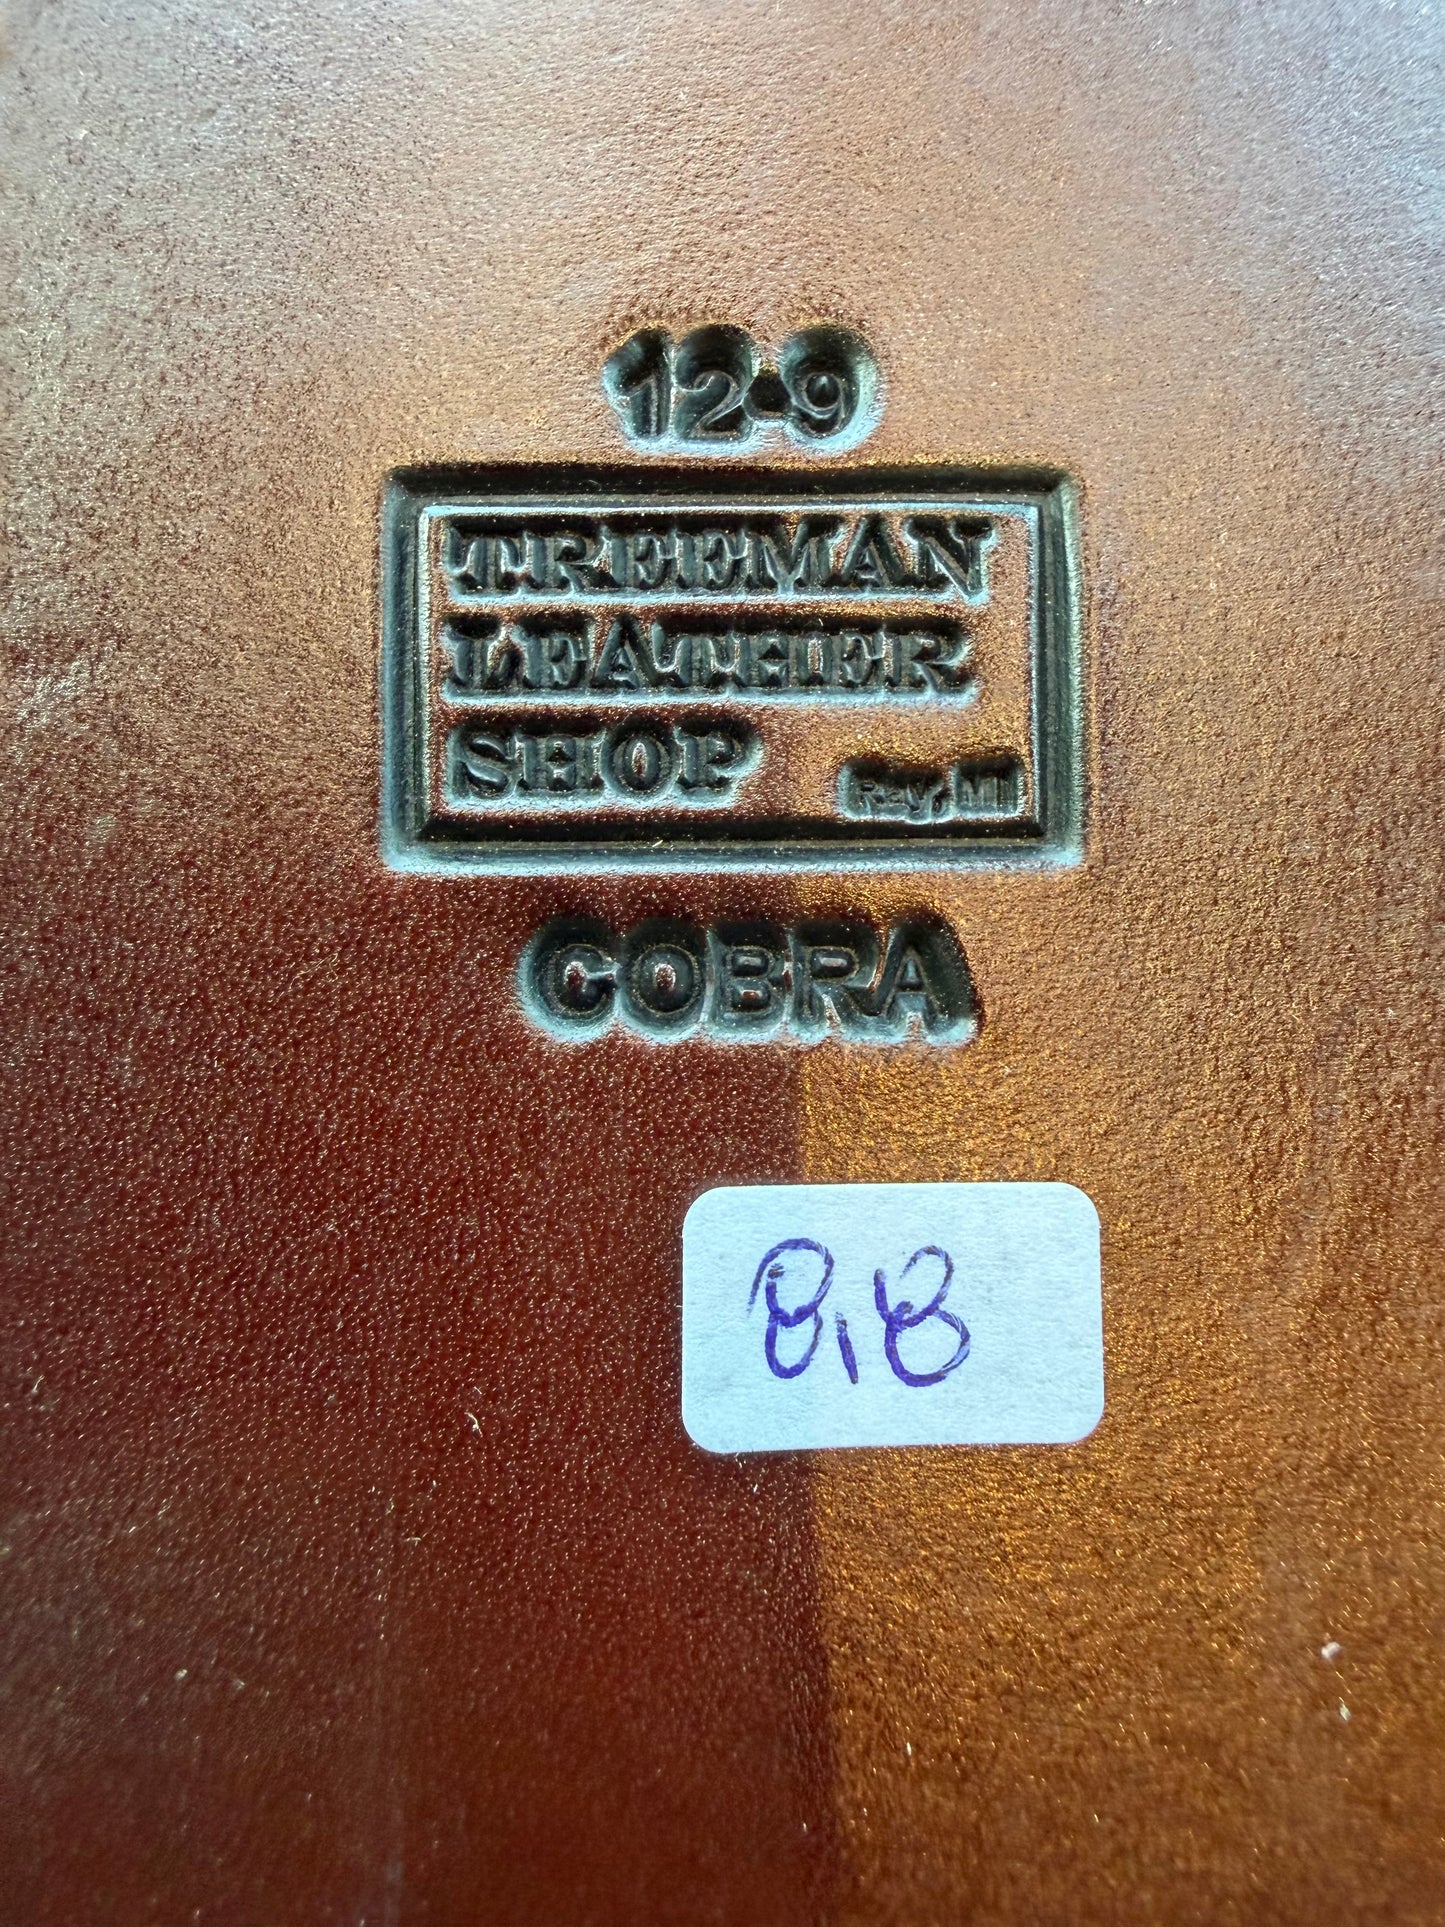 12-9
TREEMAN
LEATHER
SHOP
Ray, MI
COBRA
8,8